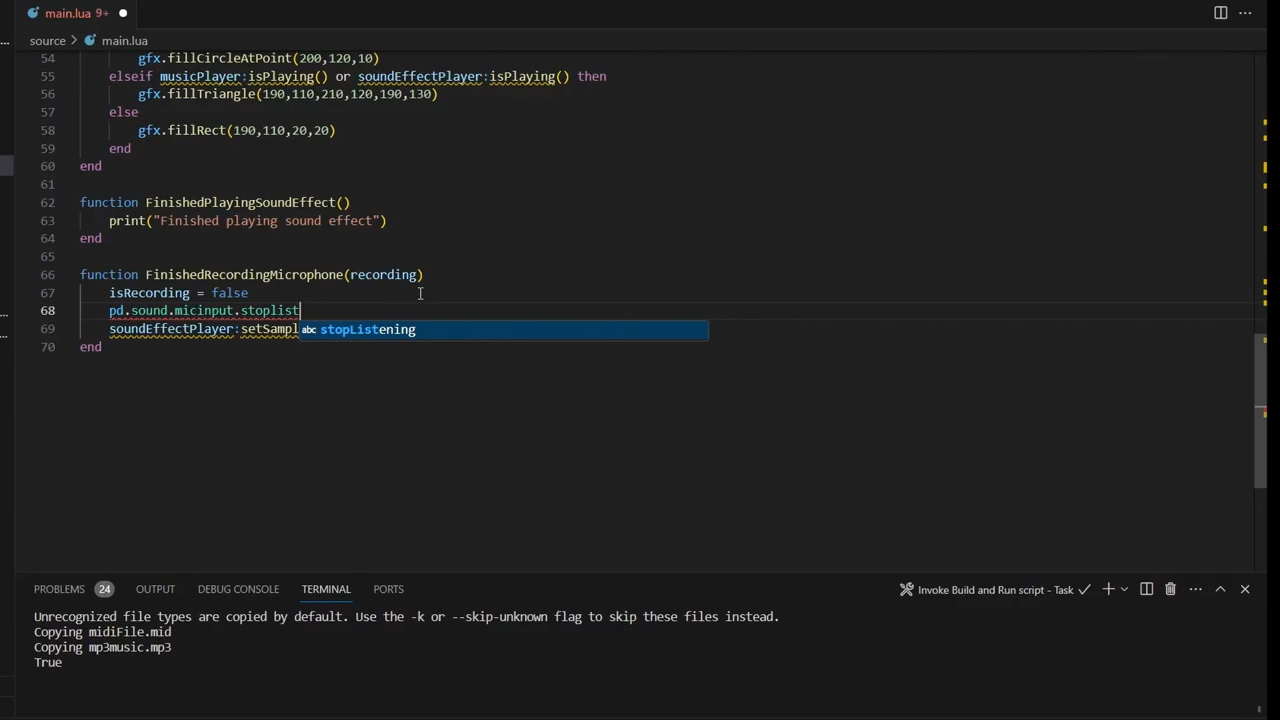 main.lua 9+
source > main.lua
54 gfx.fillCircleAtPoint(200,120,10)
55 elseif musicPlayer:isPlaying() or soundEffectPlayer:isPlaying() then
56 gfx.fillTriangle(190,110,210,120,190,130)
57 else
58 gfx.fillRect(190,110,20,20)
59 end
60 end
61
62 function FinishedPlayingSoundEffect()
63 print("Finished playing sound effect")
64 end
65
66 function FinishedRecordingMicrophone(recording)
67 isRecording = false
68 pd.sound.micinput.stoplist
69 soundEffectPlayer:setSampl
abc stopListening
70 end
PROBLEMS 24 OUTPUT DEBUG CONSOLE TERMINAL PORTS Invoke Build and Run script - Task
Unrecognized file types are copied by default. Use the -k or --skip-unknown flag to skip these files instead.
Copying midiFile.mid
Copying mp3music.mp3
True